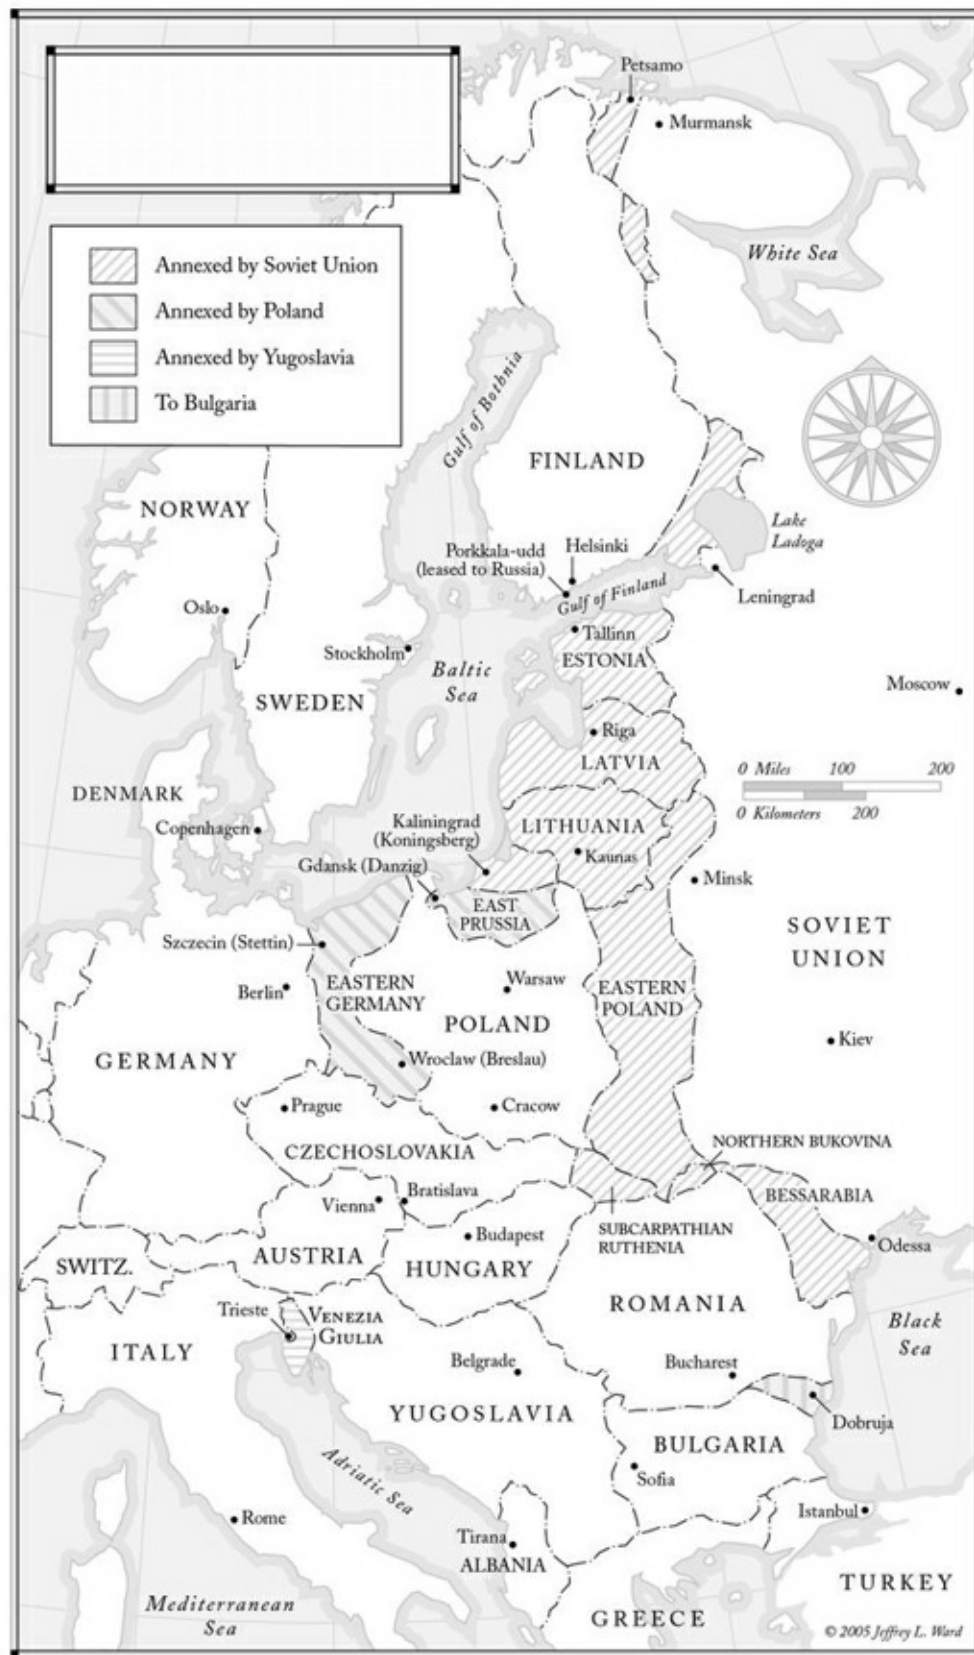 Petsamo
Murmansk
Annexed by Soviet Union
Annexed by Poland
Annexed by Yugoslavia
To Bulgaria
White Sea
Gulf of Bothnia
FINLAND
NORWAY
Lake
Ladoga
Porkkala-udd
(leased to Russia)
Helsinki
Gulf of Finland
Leningrad
Oslo
Tallinn
Stockholm
ESTONIA
Baltic
Sea
Moscow
SWEDEN
Riga
LATVIA
0 Miles 100 200
0 Kilometers 200
DENMARK
Copenhagen
Kaliningrad
(Koningsberg)
LITHUANIA
Kaunas
Gdansk (Danzig)
Minsk
EAST
PRUSSIA
SOVIET
UNION
Szczecin (Stettin)
Berlin
EASTERN
GERMANY
Warsaw
EASTERN
POLAND
POLAND
Kiev
GERMANY
Wroclaw (Breslau)
Prague
Cracow
CZECHOSLOVAKIA
NORTHERN BUKOVINA
Vienna
Bratislava
BESSARABIA
SUBCARPATHIAN
RUTHENIA
Budapest
Odessa
SWITZ.
AUSTRIA
HUNGARY
Trieste
VENEZIA
GIULIA
ROMANIA
Black
Sea
ITALY
Belgrade
Bucharest
YUGOSLAVIA
Dobruja
BULGARIA
Adriatic Sea
Sofia
Rome
Istanbul
Tirana
ALBANIA
TURKEY
Mediterranean
Sea
GREECE
© 2005 Jeffrey L. Ward